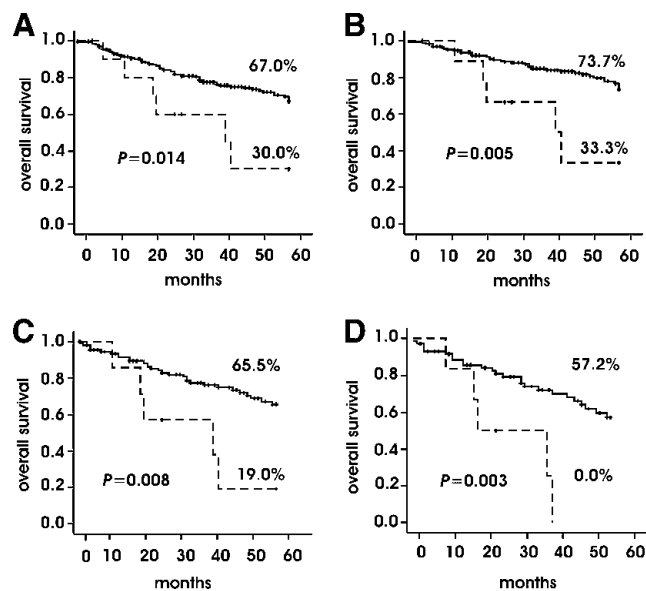 A
overall survival
1.0
0.8
0.6
0.4
0.2
0.0
67.0%
P=0.014
30.0%
0 10 20 30 40 50 60
months
B
overall survival
1.0
0.8
0.6
0.4
0.2
0.0
73.7%
P=0.005
33.3%
0 10 20 30 40 50 60
months
C
overall survival
1.0
0.8
0.6
0.4
0.2
0.0
65.5%
P=0.008
19.0%
0 10 20 30 40 50 60
months
D
overall survival
1.0
0.8
0.6
0.4
0.2
0.0
57.2%
P=0.003
0.0%
0 10 20 30 40 50 60
months